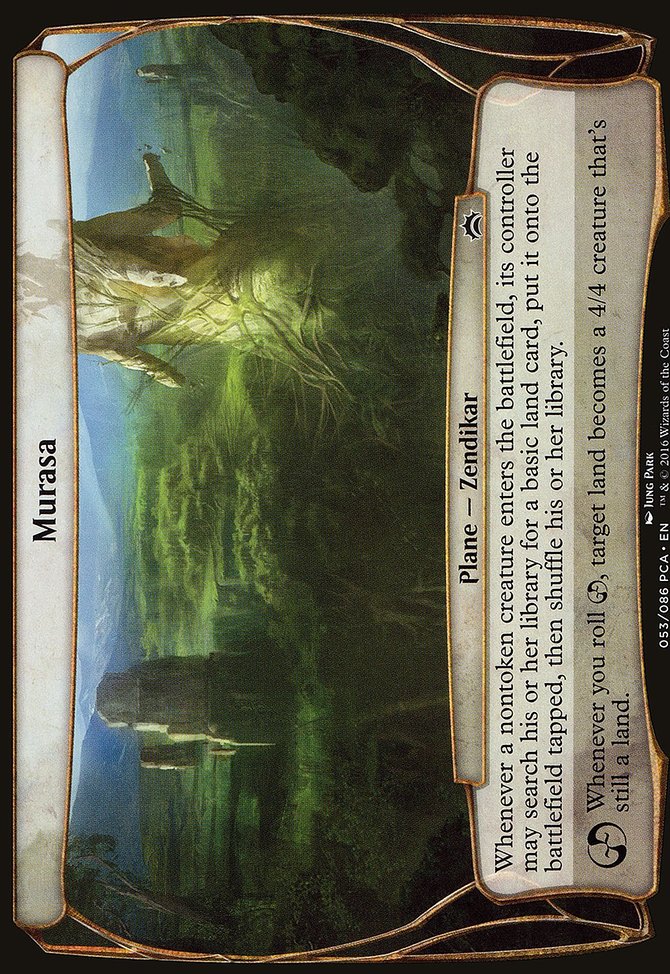 Murasa
Plane — Zendikar
Whenever a nontoken creature enters the battlefield, its controller
may search his or her library for a basic land card, put it onto the
battlefield tapped, then shuffle his or her library.
Whenever you roll , target land becomes a 4/4 creature that's
still a land.
053/086 PCA • EN JUNG PARK
™ & © 2016 Wizards of the Coast